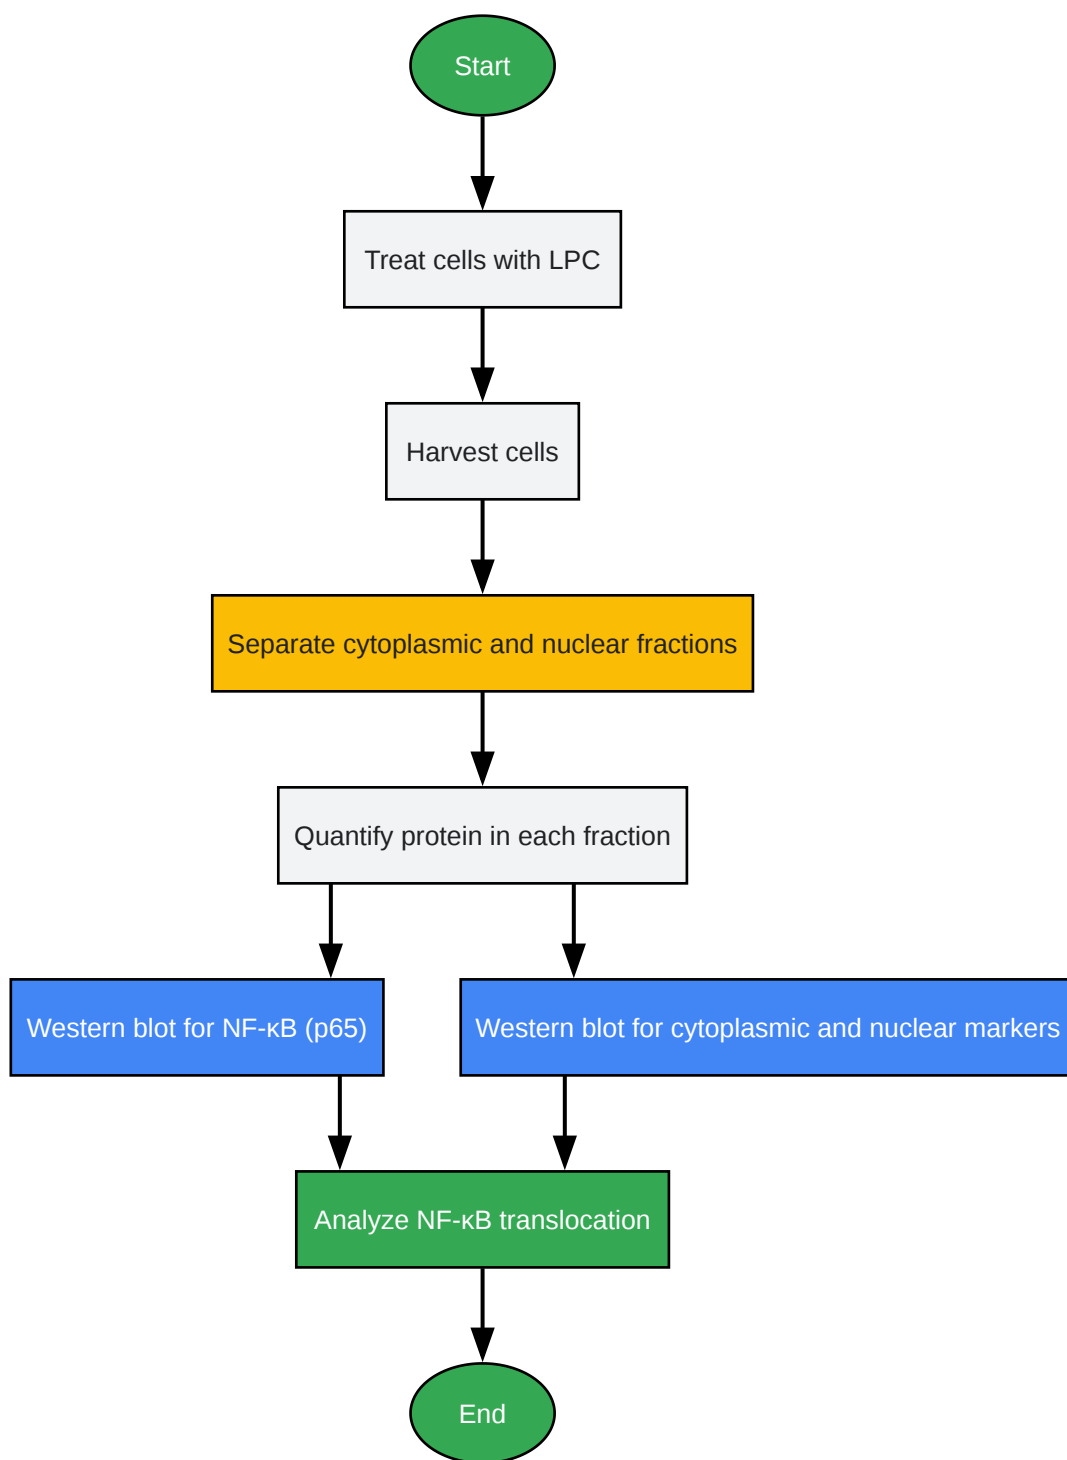 Start
Treat cells with LPC
Harvest cells
Separate cytoplasmic and nuclear fractions
Quantify protein in each fraction
Western blot for NF-κB (p65)
Western blot for cytoplasmic and nuclear markers
Analyze NF-κB translocation
End